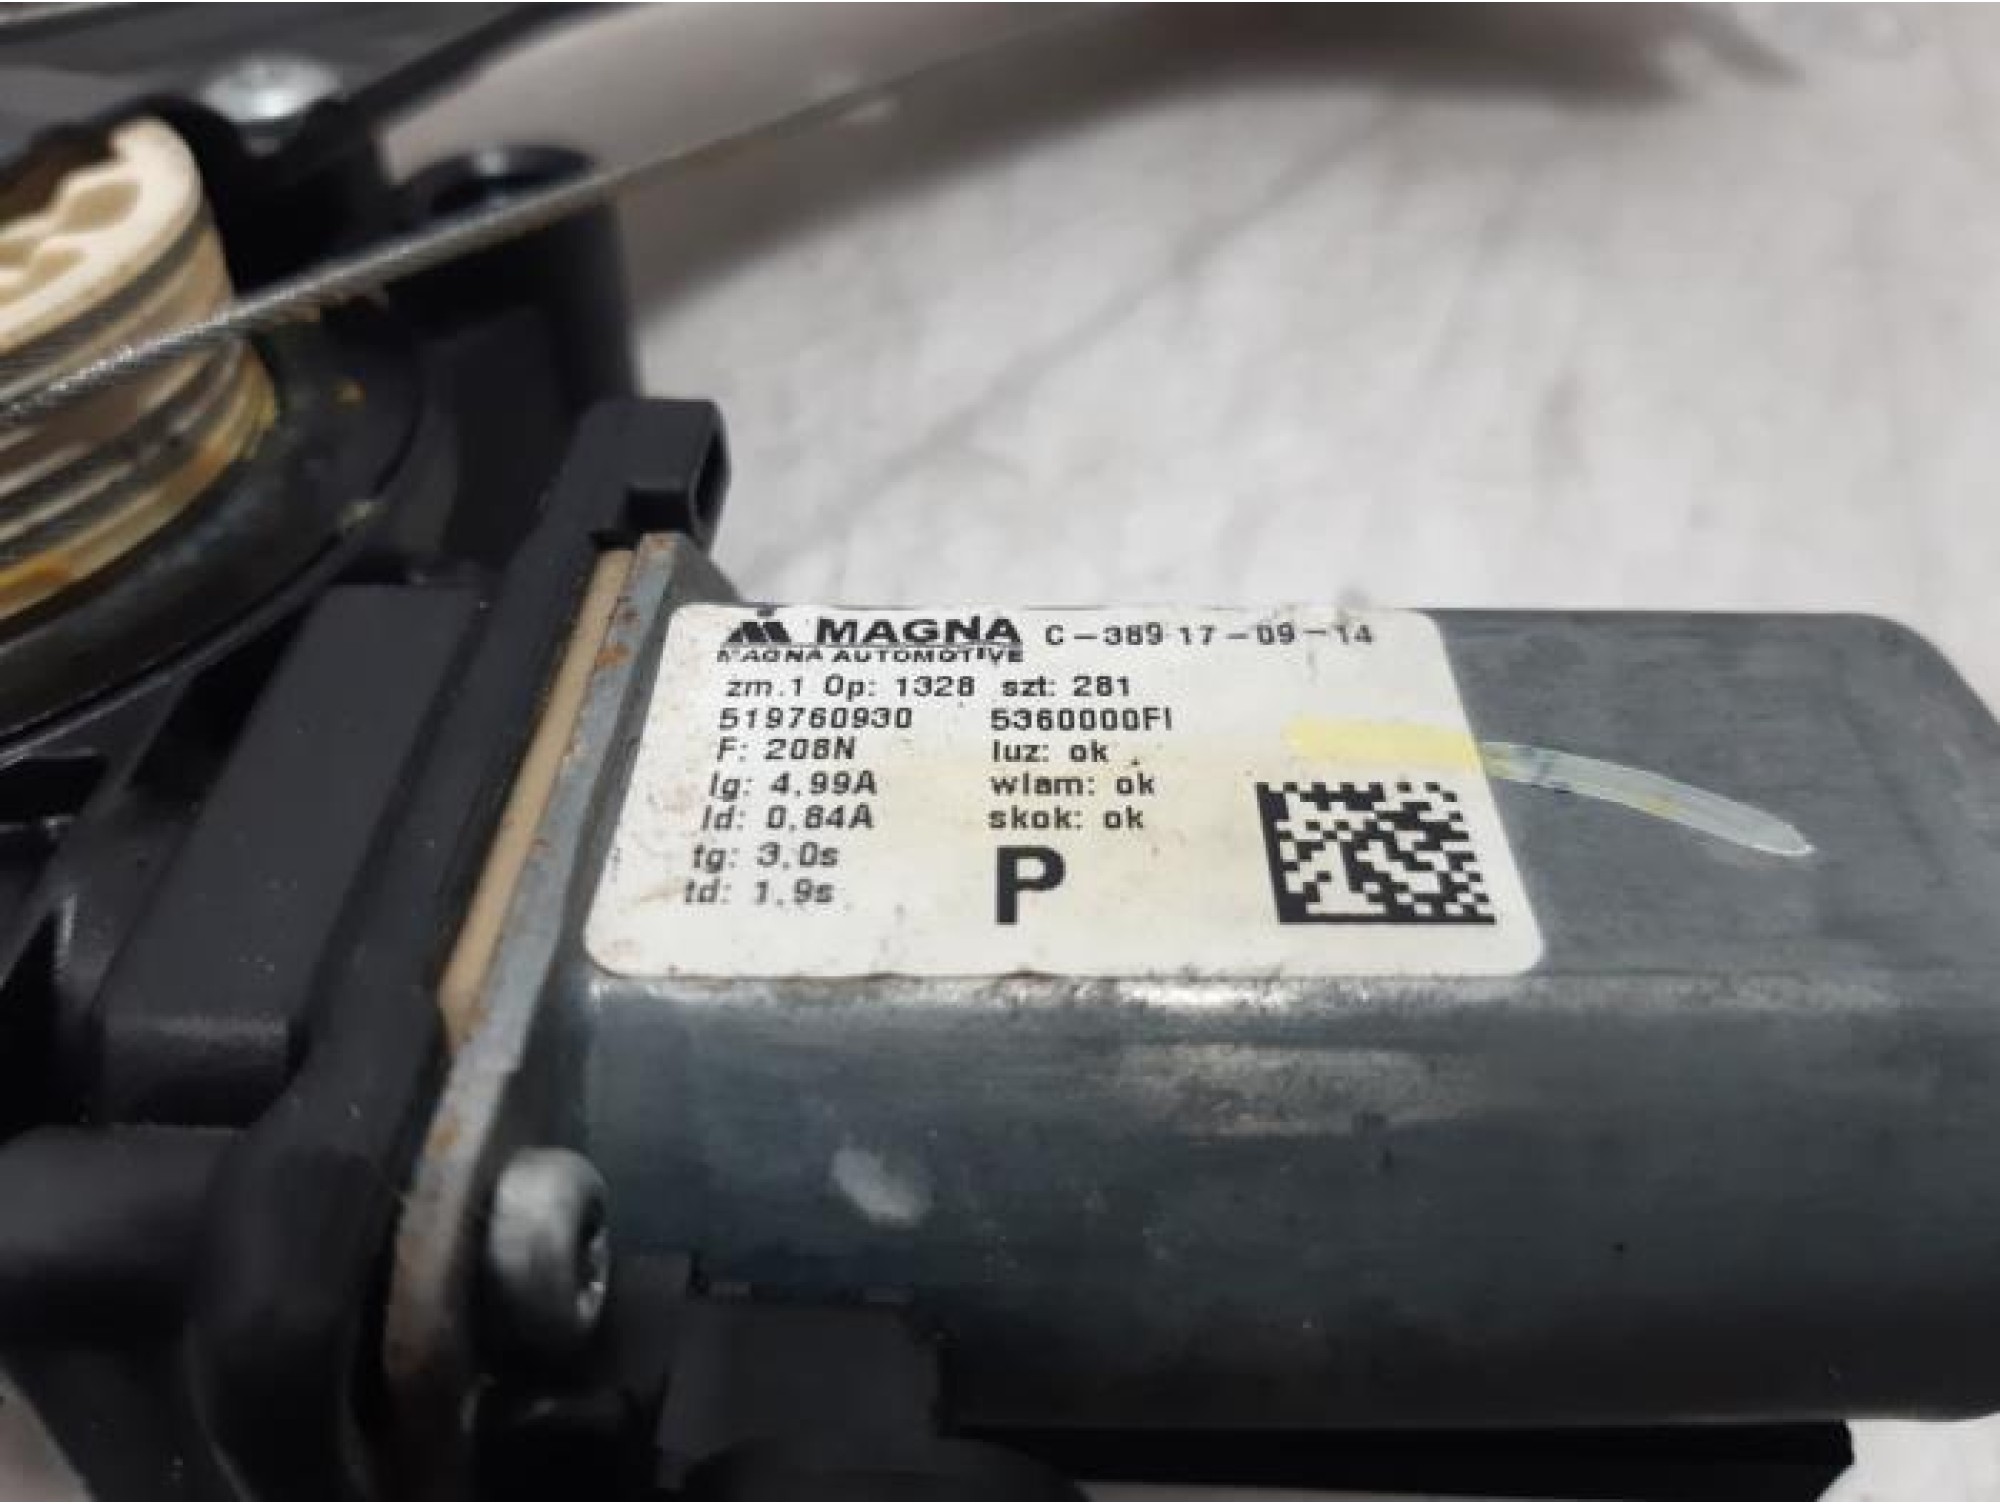 MAGNA C-389 17-09-14
MAGNA AUTOMOTIVE
zm.1 Op: 1328 szt: 281
519760930 5360000FI
F: 208N luz: ok
Ig: 4.99A wlam: ok
Id: 0.84A skok: ok
tg: 3.0s
td: 1.9s
P